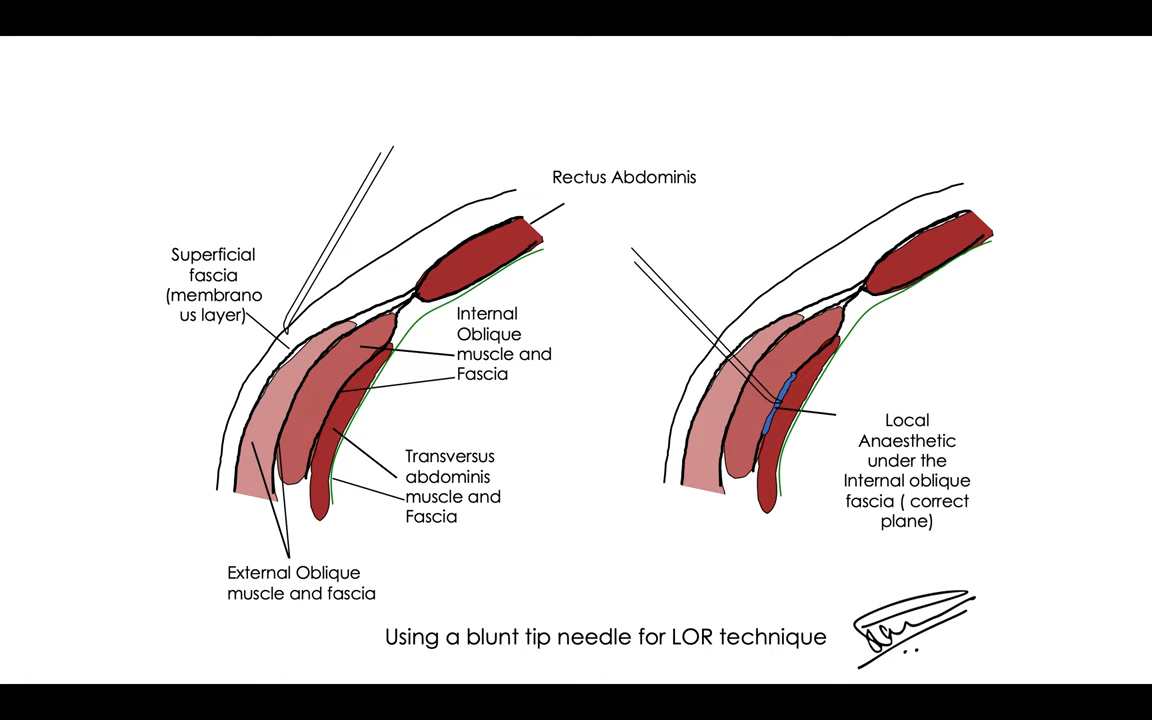 Rectus Abdominis
Superficial
fascia
(membrano
us layer)
Internal
Oblique
muscle and
Fascia
Transversus
abdominis
muscle and
Fascia
External Oblique
muscle and fascia
Local
Anaesthetic
under the
Internal oblique
fascia ( correct
plane)
Using a blunt tip needle for LOR technique